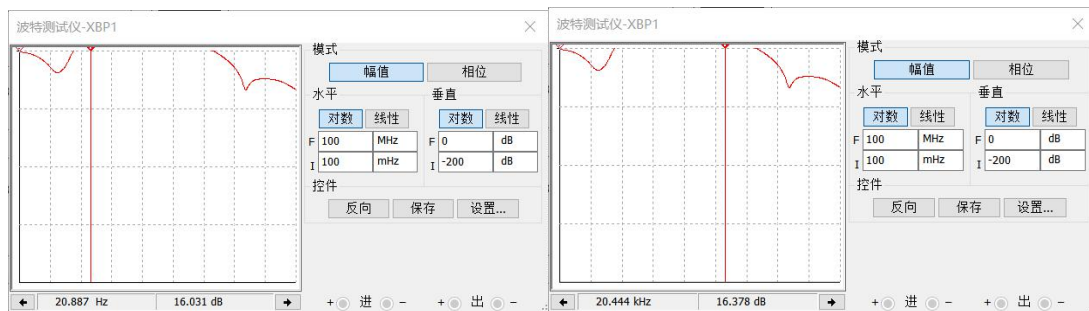 波特测试仪-XBP1
模式
幅值 相位
水平 垂直
对数 线性 对数 线性
F 100 MHz F 0 dB
I 100 mHz I -200 dB
控件
反向 保存 设置...
20.887 Hz 16.031 dB + 进 - + 出 -
波特测试仪-XBP1
模式
幅值 相位
水平 垂直
对数 线性 对数 线性
F 100 MHz F 0 dB
I 100 mHz I -200 dB
控件
反向 保存 设置...
20.444 kHz 16.378 dB + 进 - + 出 -